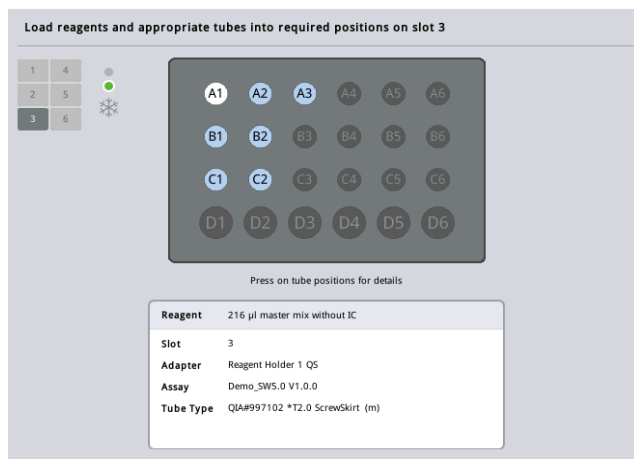 Load reagents and appropriate tubes into required positions on slot 3
1 4
2 5
3 6
A1 A2 A3 A4 A5 A6
B1 B2 B3 B4 B5 B6
C1 C2 C3 C4 C5 C6
D1 D2 D3 D4 D5 D6
Press on tube positions for details
Reagent 216 µl master mix without IC
Slot 3
Adapter Reagent Holder 1 QS
Assay Demo_SW5.0 V1.0.0
Tube Type QIA#997102 *T2.0 ScrewSkirt (m)